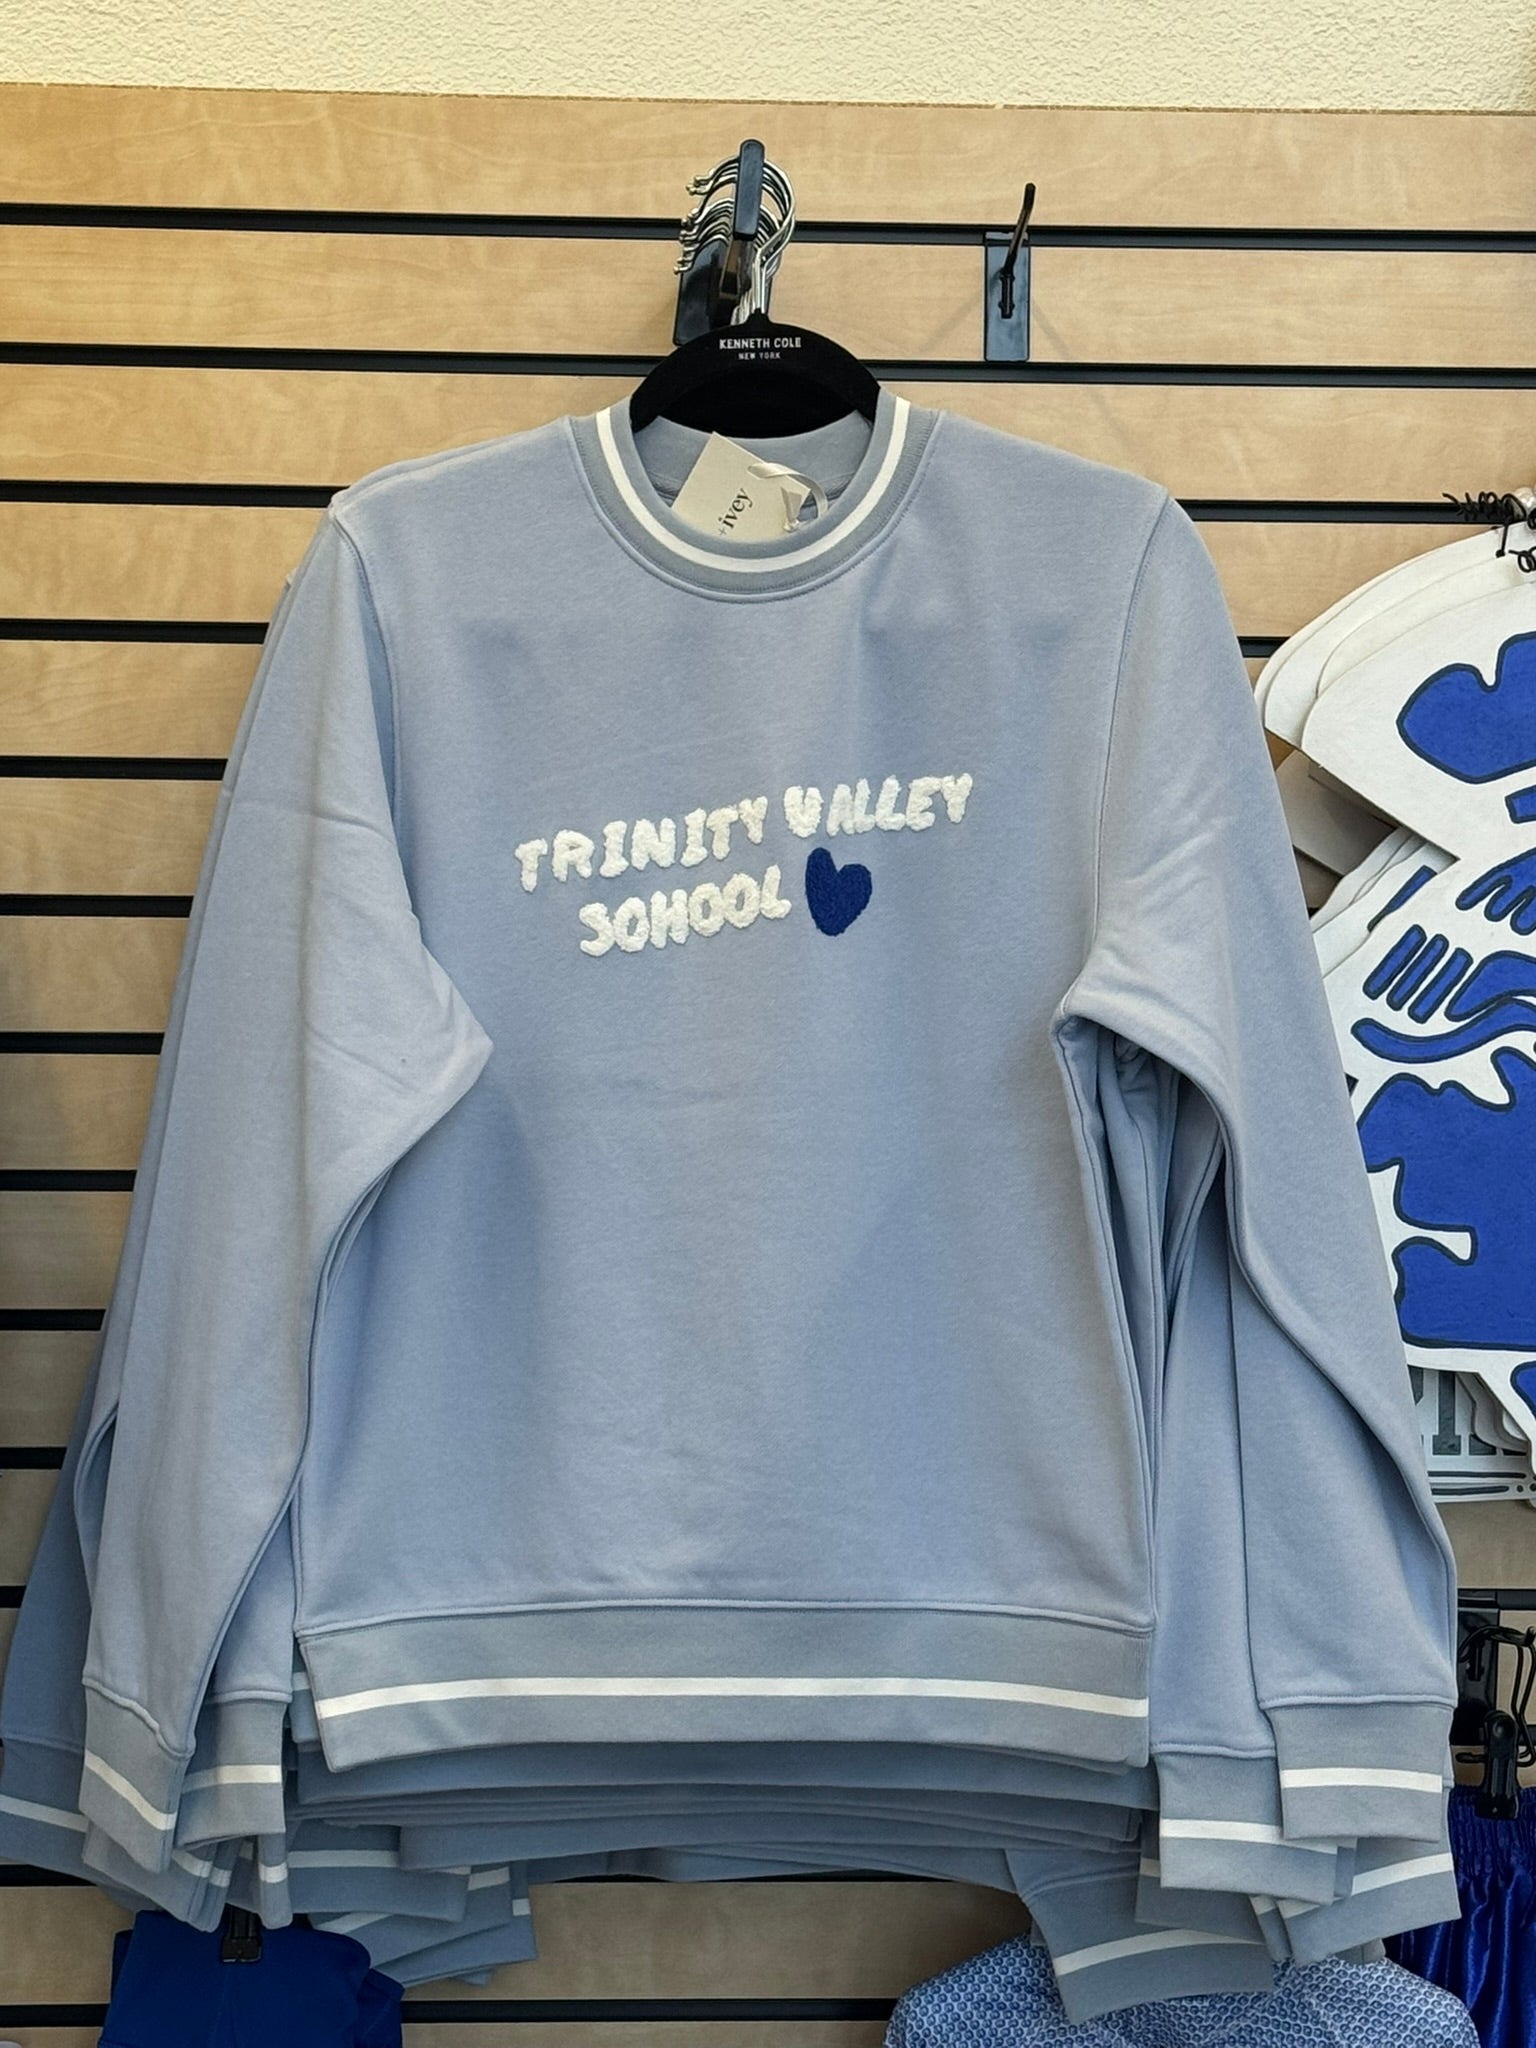 KENNETH COLE
NEW YORK
+ivey
TRINITY VALLEY
SCHOOL